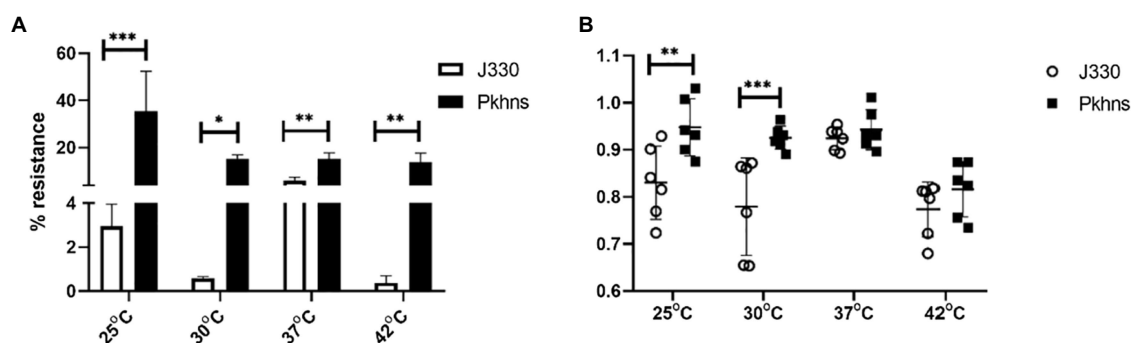 A
% resistance
60
40
20
4
2
0
***
*
**
**
J330
Pkhns
25°C
30°C
37°C
42°C
B
1.1
1.0
0.9
0.8
0.7
0.6
**
***
J330
Pkhns
25°C
30°C
37°C
42°C